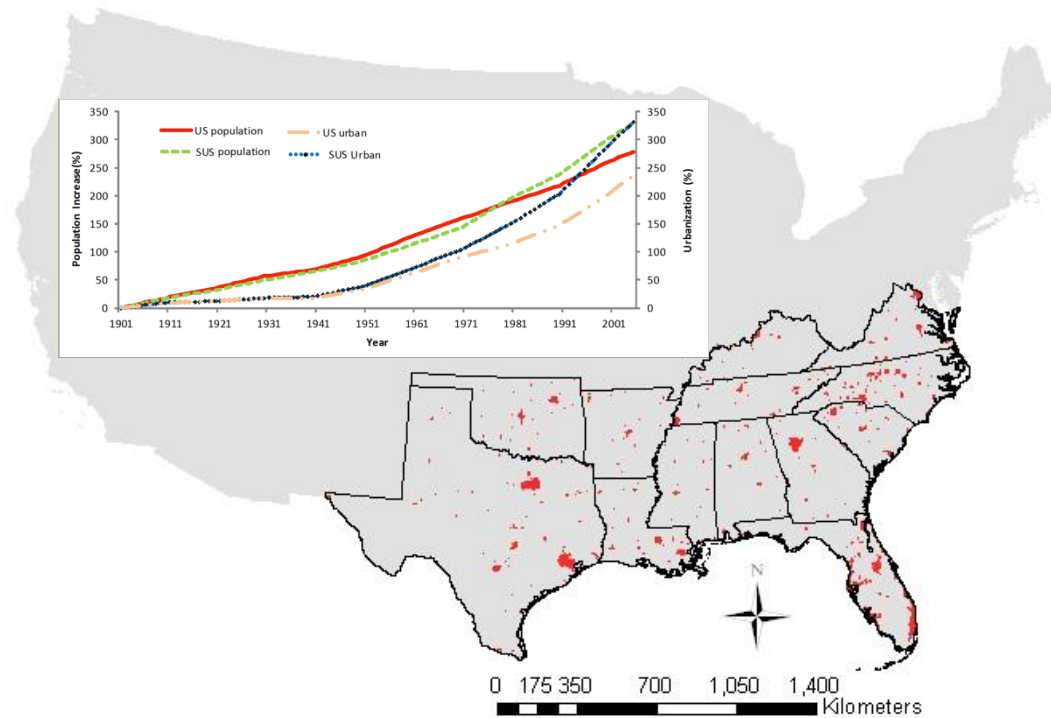 350
300
250
200
150
100
50
0
Population Increase(%)
US population
US urban
SUS population
SUS Urban
350
300
250
200
150
100
50
0
Urbanization (%)
1901 1911 1921 1931 1941 1951 1961 1971 1981 1991 2001
Year
N
0 175 350 700 1,050 1,400
Kilometers